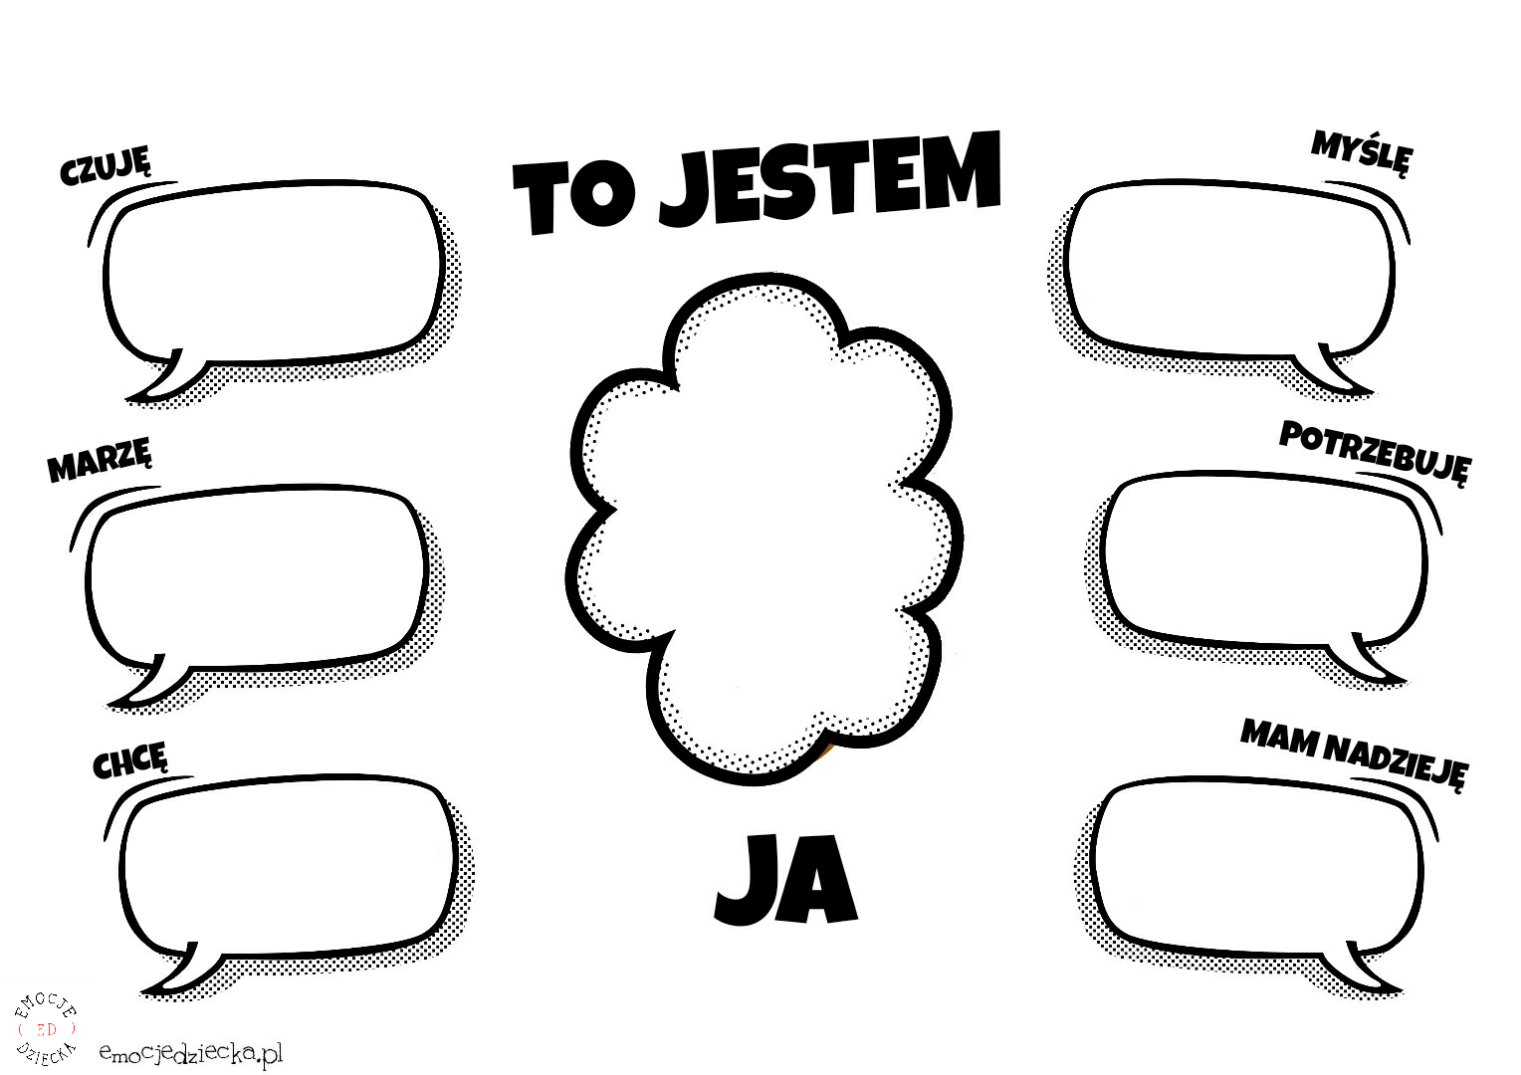 CZUJĘ
TO JESTEM
MYŚLĘ
MARZĘ
POTRZEBUJĘ
CHCĘ
MAM NADZIEJĘ
JA
EMOCJE
( ED )
DZIECKA
emocjedziecka.pl